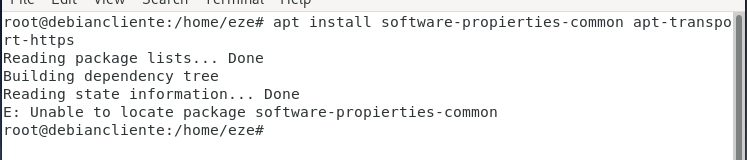 File Edit View Search Terminal Help
root@debiancliente:/home/eze# apt install software-propierties-common apt-transpo
rt-https
Reading package lists... Done
Building dependency tree
Reading state information... Done
E: Unable to locate package software-propierties-common
root@debiancliente:/home/eze#